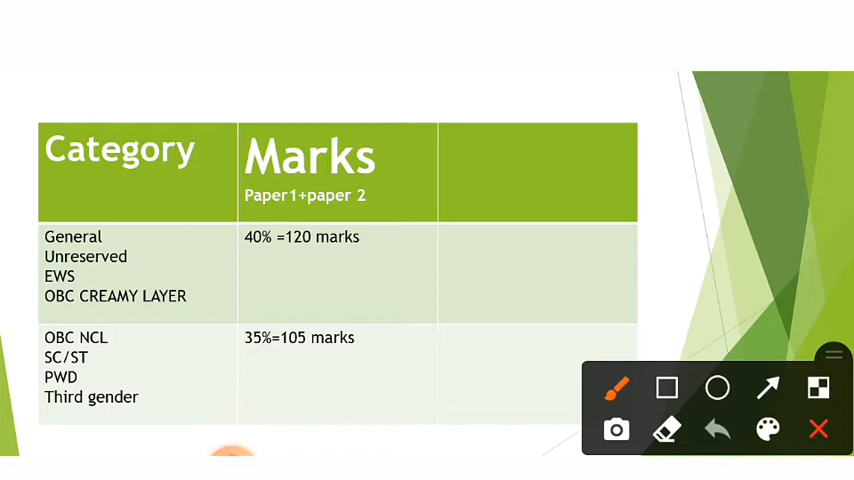 Category
Marks
Paper1+paper 2
General
Unreserved
EWS
OBC CREAMY LAYER
40% =120 marks
OBC NCL
SC/ST
PWD
Third gender
35%=105 marks